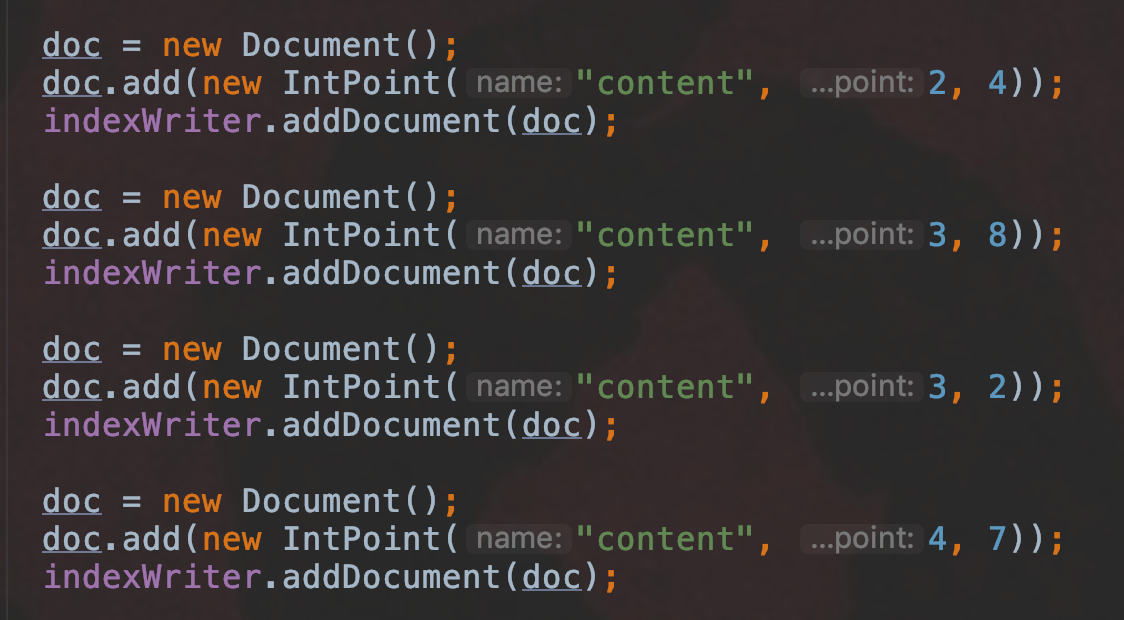 doc = new Document();
doc.add(new IntPoint( name: "content", ...point: 2, 4));
indexWriter.addDocument(doc);
doc = new Document();
doc.add(new IntPoint( name: "content", ...point: 3, 8));
indexWriter.addDocument(doc);
doc = new Document();
doc.add(new IntPoint( name: "content", ...point: 3, 2));
indexWriter.addDocument(doc);
doc = new Document();
doc.add(new IntPoint( name: "content", ...point: 4, 7));
indexWriter.addDocument(doc);